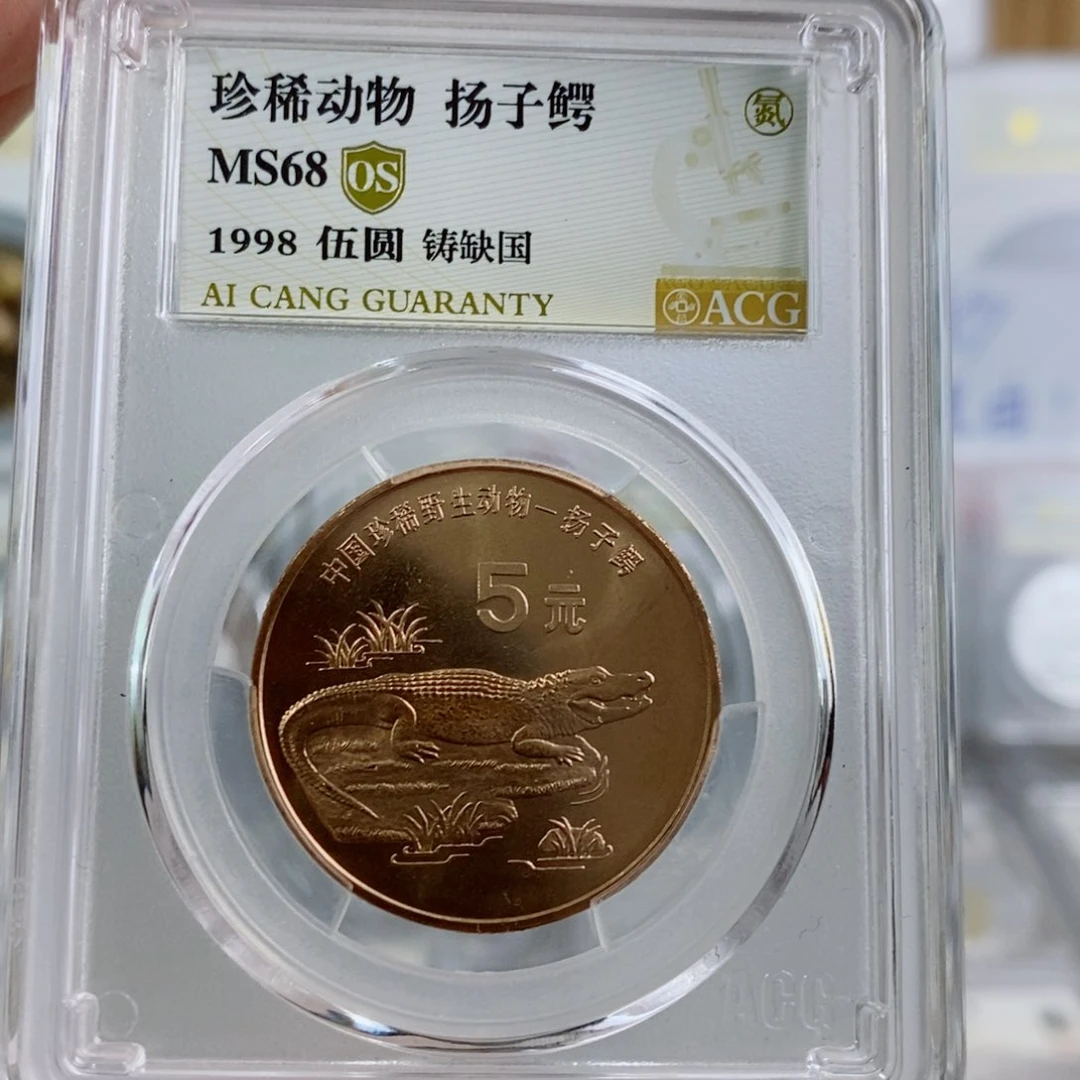 珍稀动物 扬子鳄
氮
MS68 OS
1998 伍圆 铸缺国
AI CANG GUARANTY
ACG
中国珍稀野生动物—扬子鳄
5元
ACG